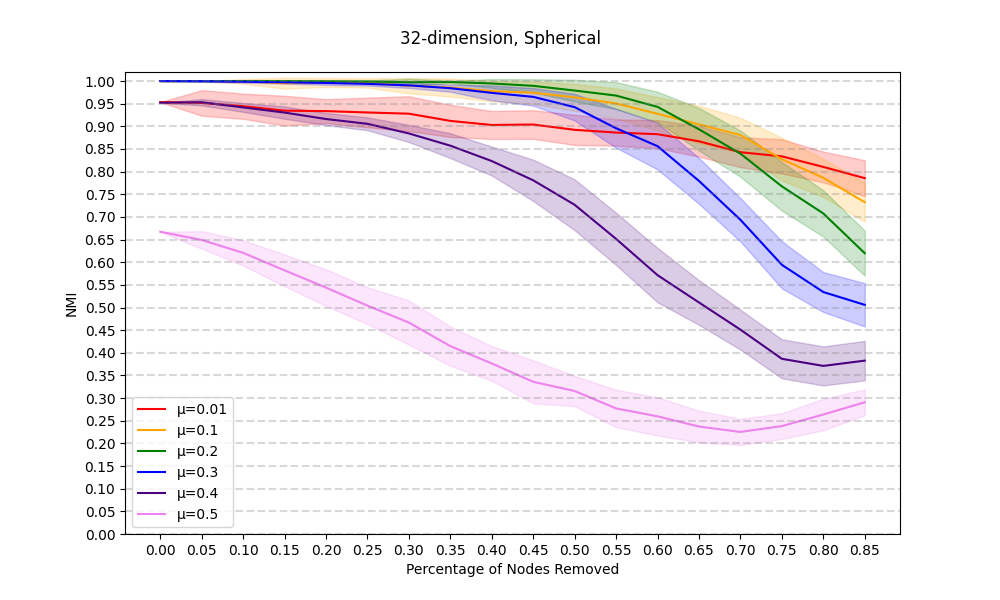 32-dimension, Spherical
NMI
1.00
0.95
0.90
0.85
0.80
0.75
0.70
0.65
0.60
0.55
0.50
0.45
0.40
0.35
0.30
0.25
0.20
0.15
0.10
0.05
0.00
μ=0.01
μ=0.1
μ=0.2
μ=0.3
μ=0.4
μ=0.5
0.00 0.05 0.10 0.15 0.20 0.25 0.30 0.35 0.40 0.45 0.50 0.55 0.60 0.65 0.70 0.75 0.80 0.85
Percentage of Nodes Removed